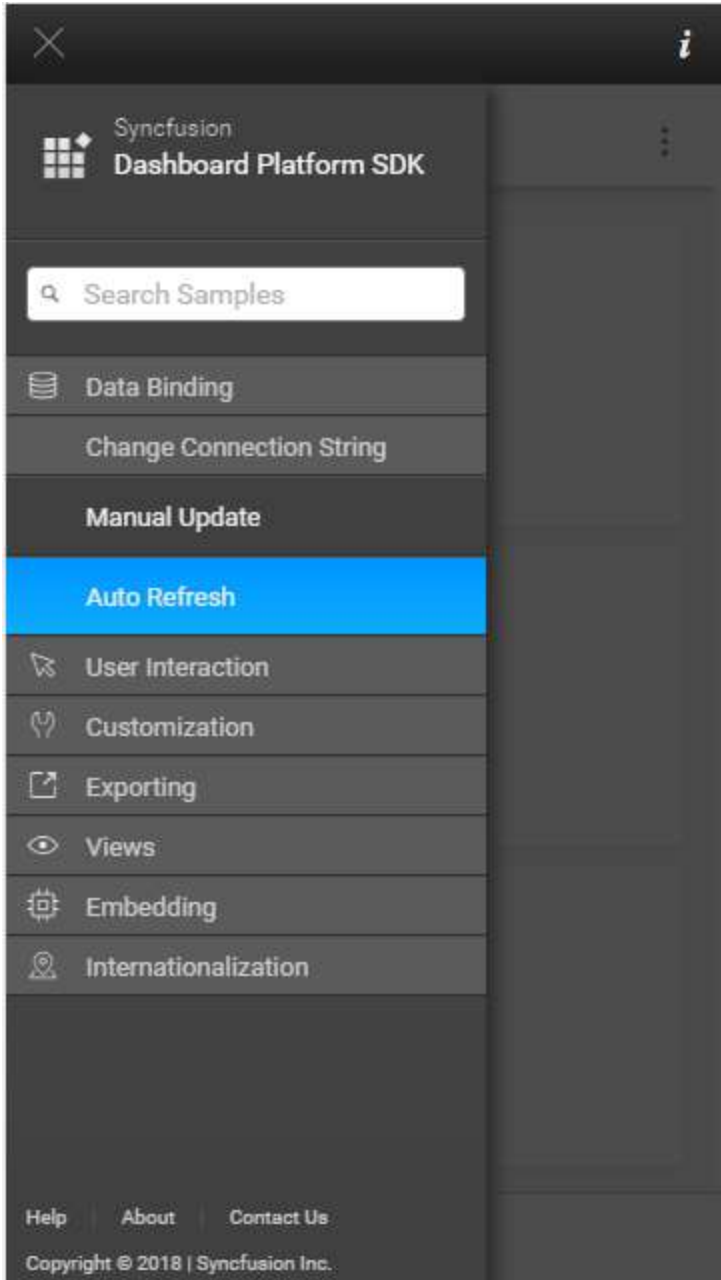 i
Syncfusion
Dashboard Platform SDK
Search Samples
Data Binding
Change Connection String
Manual Update
Auto Refresh
User Interaction
Customization
Exporting
Views
Embedding
Internationalization
Help About Contact Us
Copyright © 2018 | Syncfusion Inc.